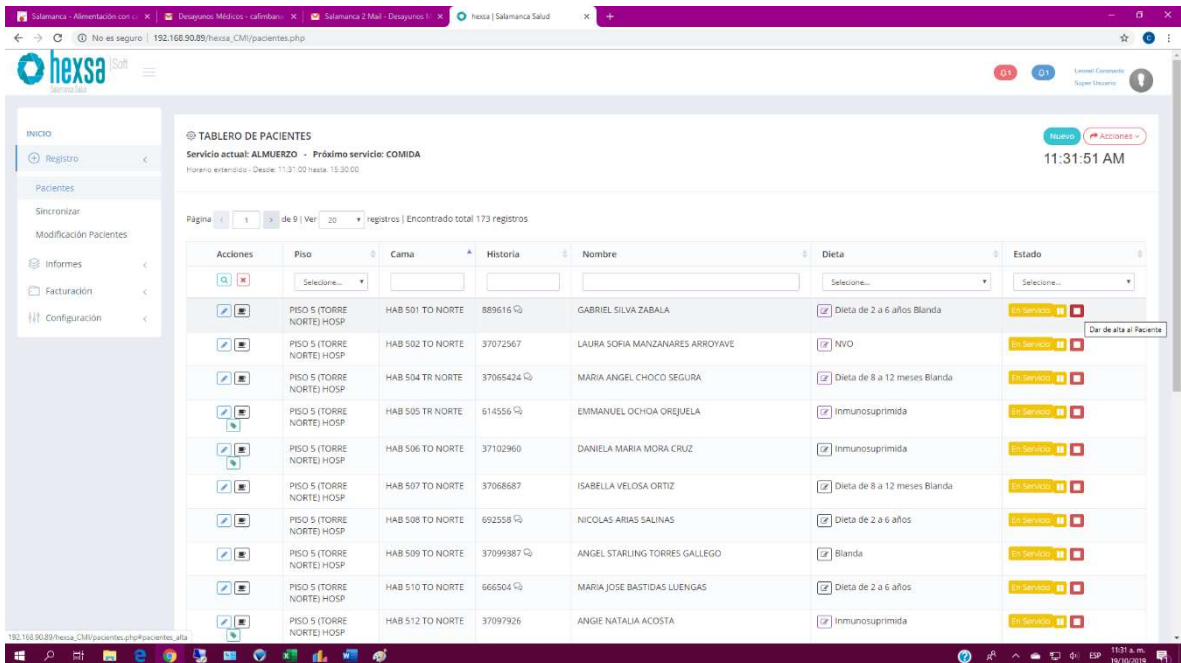 Salamanca - Alimentación con c
Desayunos Médicos - cafimbana
Salamanca 2 Mail - Desayunos M
hexsa | Salamanca Salud
No es seguro | 192.168.90.89/hexsa_CMI/pacientes.php
hexsa Soft
Salamanca Salud
1
1
Super Usuario
INICIO
Registro
Pacientes
Sincronizar
Modificación Pacientes
Informes
Facturación
Configuración
TABLERO DE PACIENTES
Nuevo Acciones
Servicio actual: ALMUERZO - Próximo servicio: COMIDA
11:31:51 AM
Horario extendido - Desde: 11:31:00 hasta: 15:30:00
Página 1 de 9 | Ver 20 registros | Encontrado total 173 registros
Acciones Piso Cama Historia Nombre Dieta Estado
Selecione... Selecione... Selecione...
PISO 5 (TORRE HAB 501 TO NORTE 889616 GABRIEL SILVA ZABALA Dieta de 2 a 6 años Blanda En Servicio
NORTE) HOSP
Dar de alta al Paciente
PISO 5 (TORRE HAB 502 TO NORTE 37072567 LAURA SOFIA MANZANARES ARROYAVE NVO En Servicio
NORTE) HOSP
PISO 5 (TORRE HAB 504 TR NORTE 37065424 MARIA ANGEL CHOCO SEGURA Dieta de 8 a 12 meses Blanda En Servicio
NORTE) HOSP
PISO 5 (TORRE HAB 505 TR NORTE 614556 EMMANUEL OCHOA OREJUELA Inmunosuprimida En Servicio
NORTE) HOSP
PISO 5 (TORRE HAB 506 TO NORTE 37102960 DANIELA MARIA MORA CRUZ Inmunosuprimida En Servicio
NORTE) HOSP
PISO 5 (TORRE HAB 507 TO NORTE 37068687 ISABELLA VELOSA ORTIZ Dieta de 8 a 12 meses Blanda En Servicio
NORTE) HOSP
PISO 5 (TORRE HAB 508 TO NORTE 692558 NICOLAS ARIAS SALINAS Dieta de 2 a 6 años En Servicio
NORTE) HOSP
PISO 5 (TORRE HAB 509 TO NORTE 37099387 ANGEL STARLING TORRES GALLEGO Blanda En Servicio
NORTE) HOSP
PISO 5 (TORRE HAB 510 TO NORTE 666504 MARIA JOSE BASTIDAS LUENGAS Dieta de 2 a 6 años En Servicio
NORTE) HOSP
PISO 5 (TORRE HAB 512 TO NORTE 37097926 ANGIE NATALIA ACOSTA Inmunosuprimida En Servicio
NORTE) HOSP
192.168.90.89/hexsa_CMI/pacientes.php#pacientes_alta
ESP
11:31 a. m.
19/10/2019